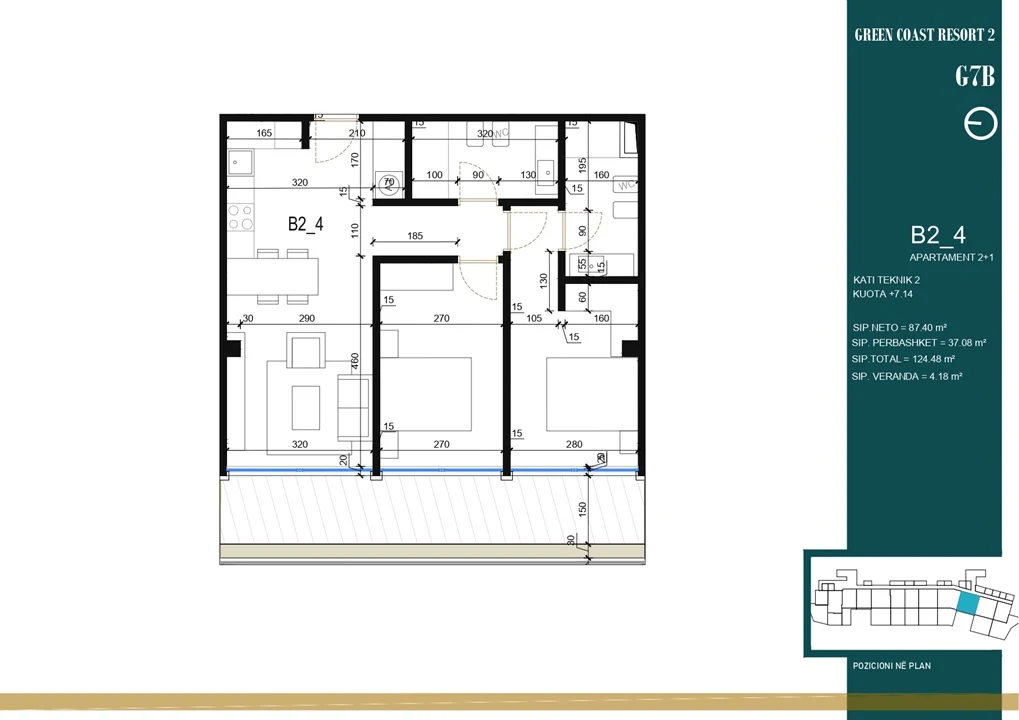 GREEN COAST RESORT 2
G7B
B2_4
APARTAMENT 2+1
KATI TEKNIK 2
KUOTA +7.14
SIP.NETO = 87.40 m²
SIP. PERBASHKET = 37.08 m²
SIP.TOTAL = 124.48 m²
SIP. VERANDA = 4.18 m²
POZICIONI NË PLAN
15
15
15
165
210
320
WC
170
195
320
70
100
90
130
160
WC
15
15
B2_4
110
185
90
55
15
130
60
15
15
30
290
270
105
160
15
460
15
15
320
270
280
20
20
150
30